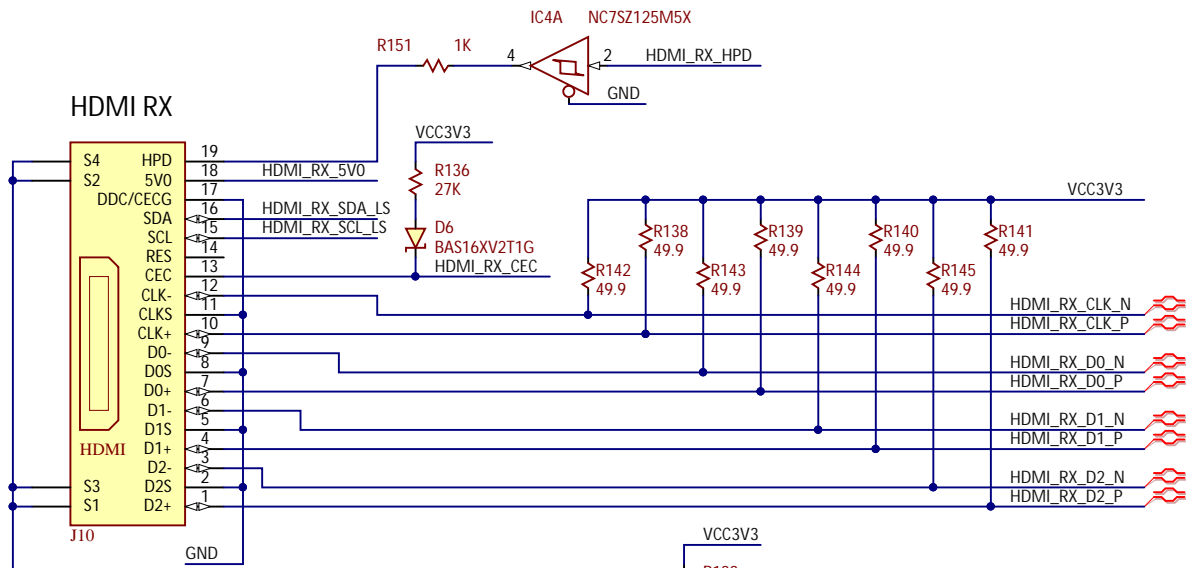 IC4A NC7SZ125M5X
R151 1K 4 2 HDMI_RX_HPD
GND
HDMI RX
VCC3V3
S4 HPD 19
R136
27K
S2 5V0 18 HDMI_RX_5V0
DDC/CECG 17
VCC3V3
SDA 16 HDMI_RX_SDA_LS
SCL 15 HDMI_RX_SCL_LS
D6
BAS16XV2T1G
R138
49.9
R139
49.9
R140
49.9
R141
49.9
RES 14
CEC 13 HDMI_RX_CEC
R142
49.9
R143
49.9
R144
49.9
R145
49.9
CLK- 12
HDMI_RX_CLK_N
CLKS 11
HDMI_RX_CLK_P
CLK+ 10
D0- 9
HDMI_RX_D0_N
D0S 8
HDMI_RX_D0_P
D0+ 7
D1- 6
HDMI_RX_D1_N
D1S 5
HDMI_RX_D1_P
HDMI D1+ 4
D2- 3
HDMI_RX_D2_N
S3 D2S 2
HDMI_RX_D2_P
S1 D2+ 1
J10
VCC3V3
GND